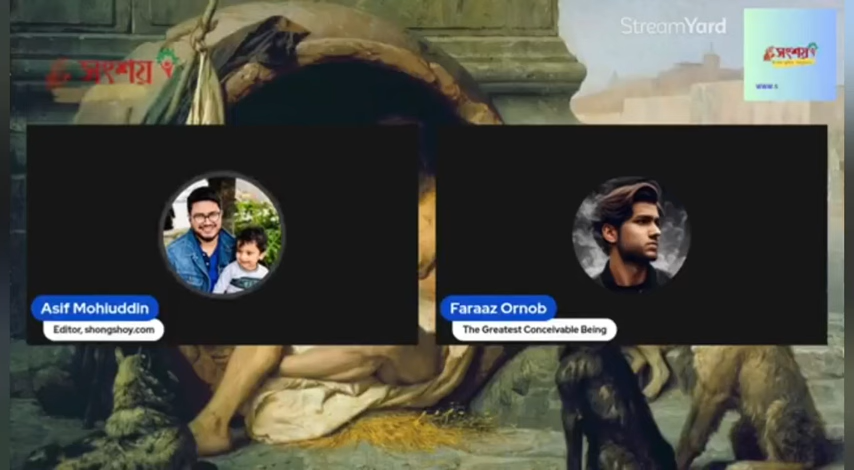 StreamYard
সংশয়
সংশয়
Asif Mohiuddin
Editor, shongshoy.com
Faraaz Ornob
The Greatest Conceivable Being